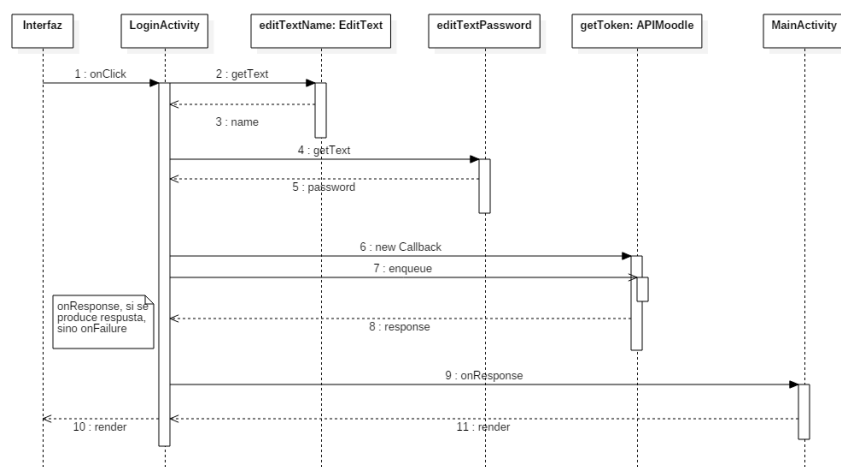 Interfaz
LoginActivity
editTextName: EditText
editTextPassword
getToken: APIMoodle
MainActivity
1 : onClick
2 : getText
3 : name
4 : getText
5 : password
6 : new Callback
7 : enqueue
onResponse, si se
produce respusta,
sino onFailure
8 : response
9 : onResponse
10 : render
11 : render